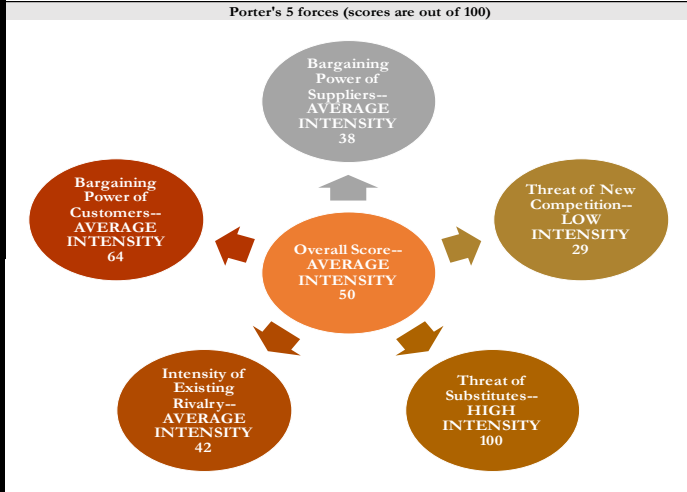 Porter's 5 forces (scores are out of 100)
Bargaining
Power of
Suppliers--
AVERAGE
INTENSITY
38
Bargaining
Power of
Customers--
AVERAGE
INTENSITY
64
Threat of New
Competition--
LOW
INTENSITY
29
Overall Score--
AVERAGE
INTENSITY
50
Intensity of
Existing
Rivalry--
AVERAGE
INTENSITY
42
Threat of
Substitutes--
HIGH
INTENSITY
100